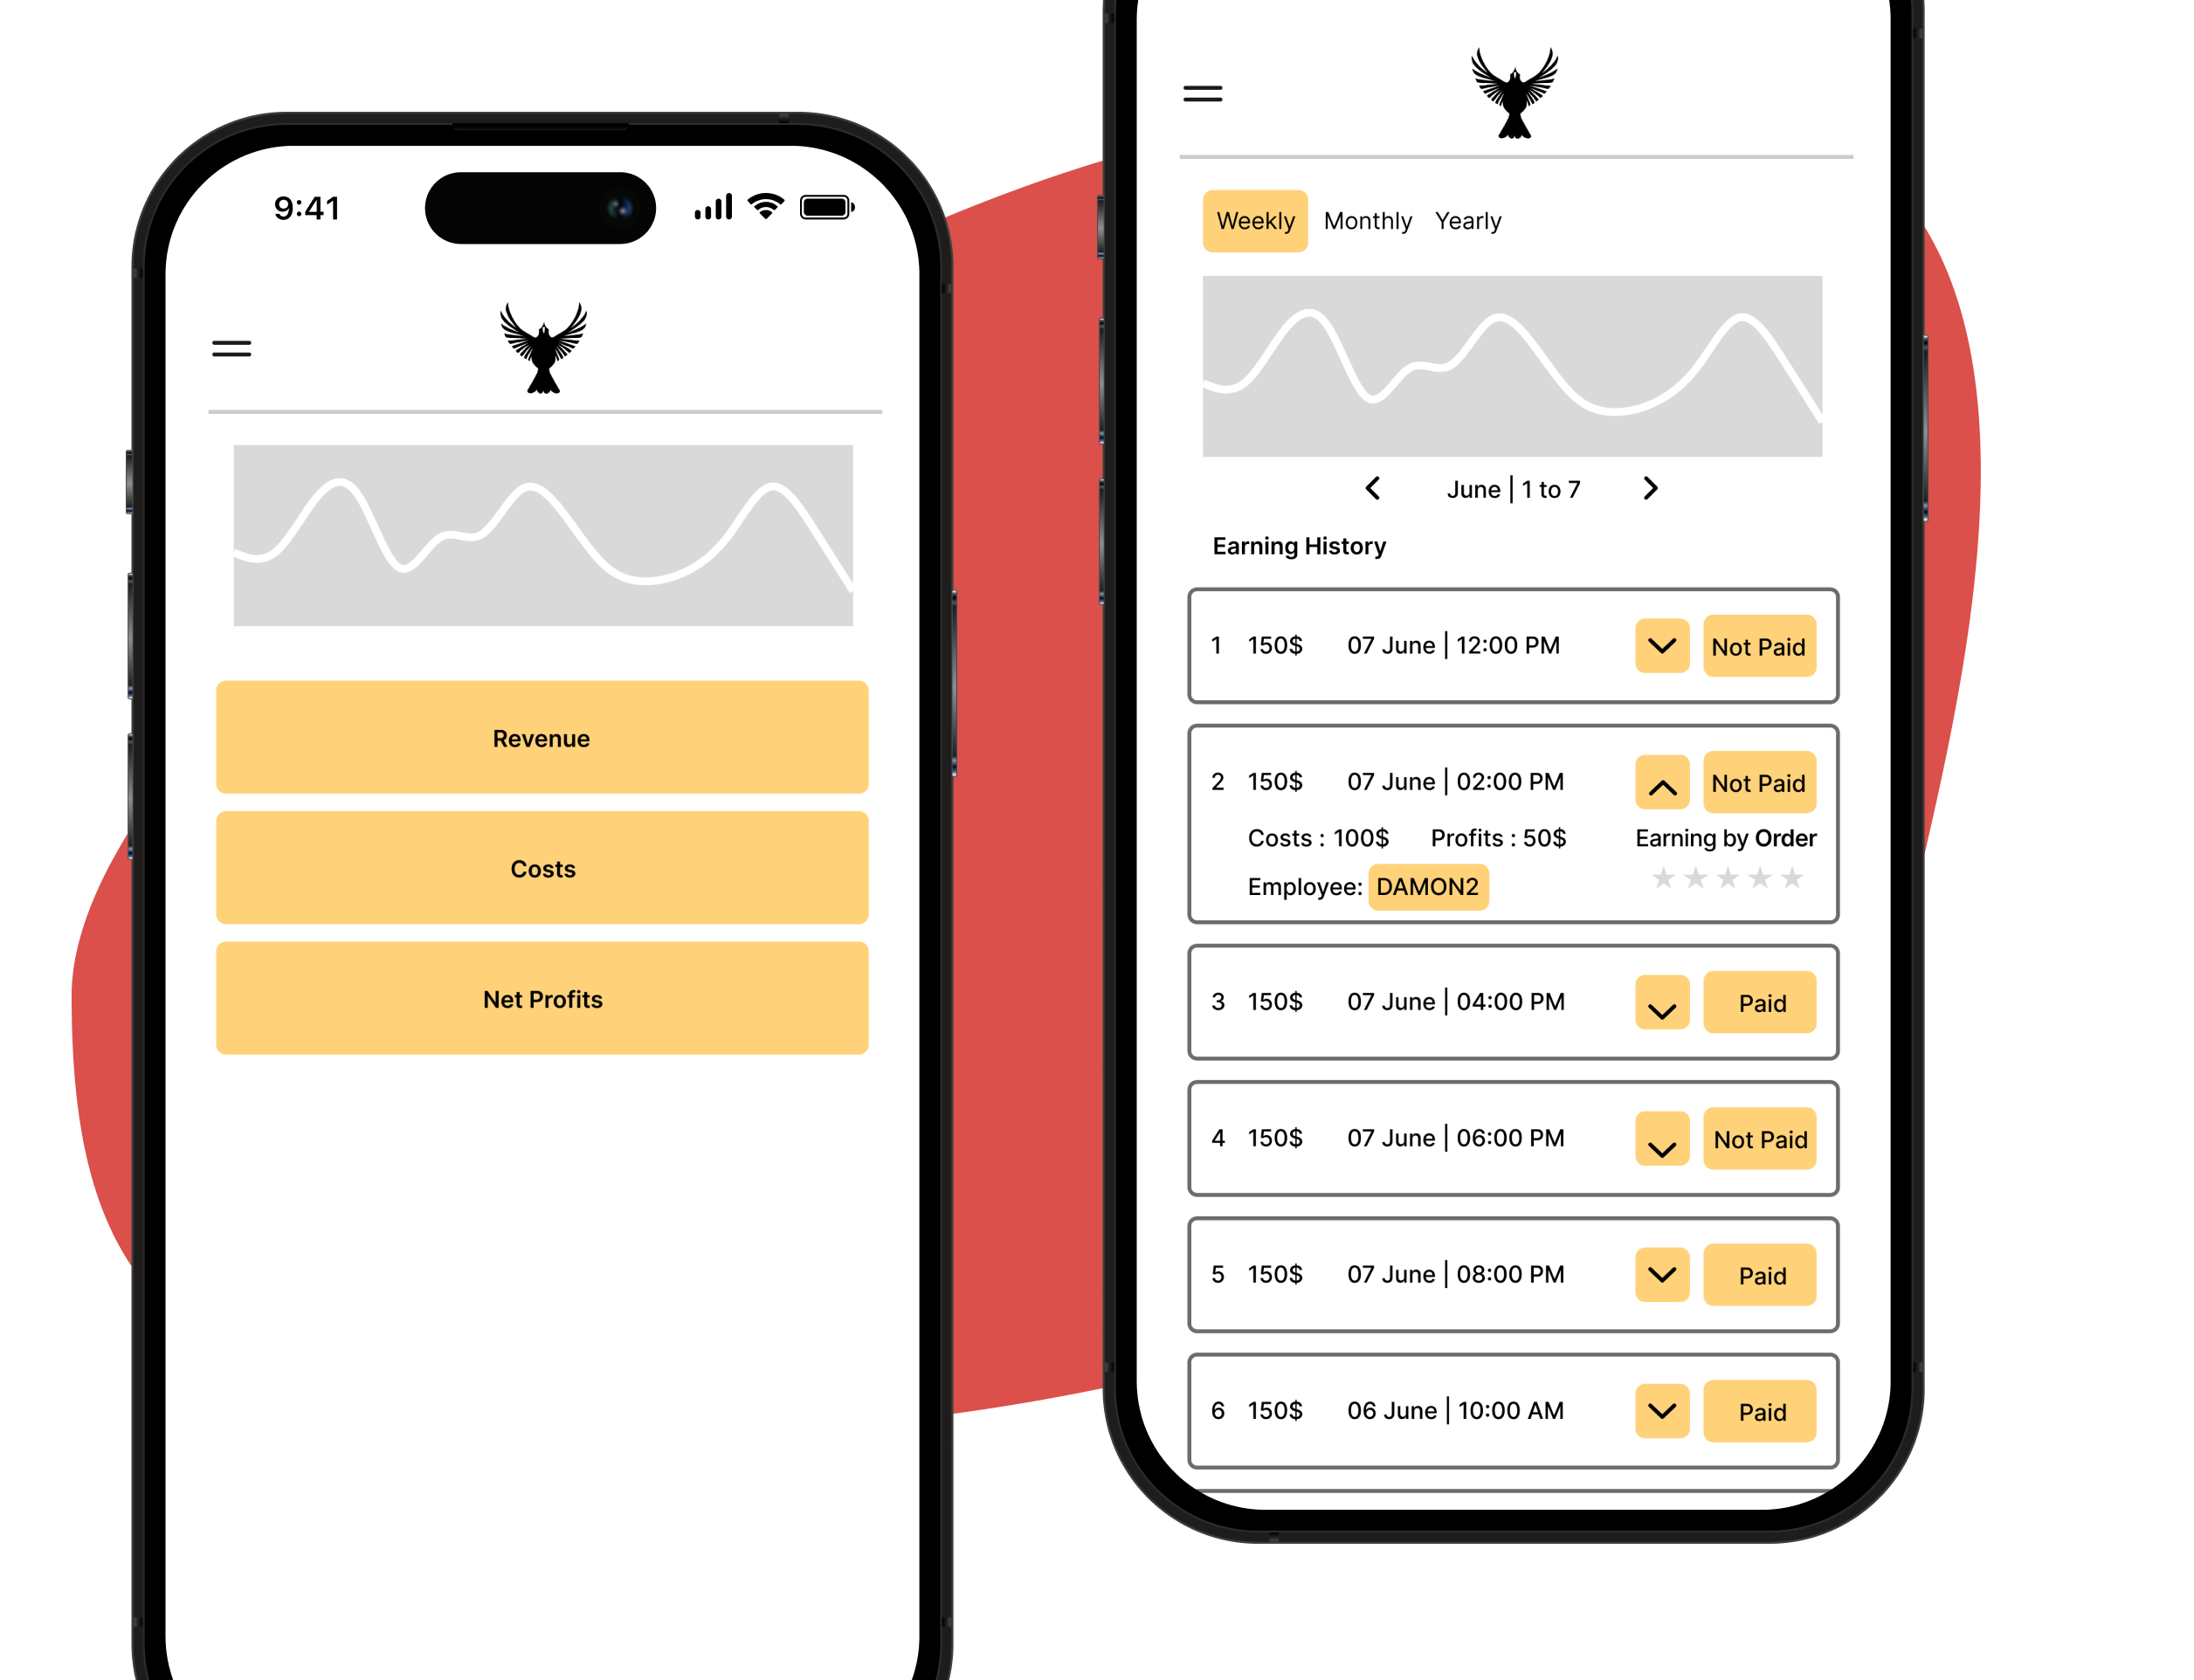 9:41
Revenue
Costs
Net Profits
Weekly Monthly Yearly
June | 1 to 7
Earning History
1 150$ 07 June | 12:00 PM Not Paid
2 150$ 07 June | 02:00 PM Not Paid
Costs : 100$ Profits : 50$ Earning by Order
Employee: DAMON2
3 150$ 07 June | 04:00 PM Paid
4 150$ 07 June | 06:00 PM Not Paid
5 150$ 07 June | 08:00 PM Paid
6 150$ 06 June | 10:00 AM Paid